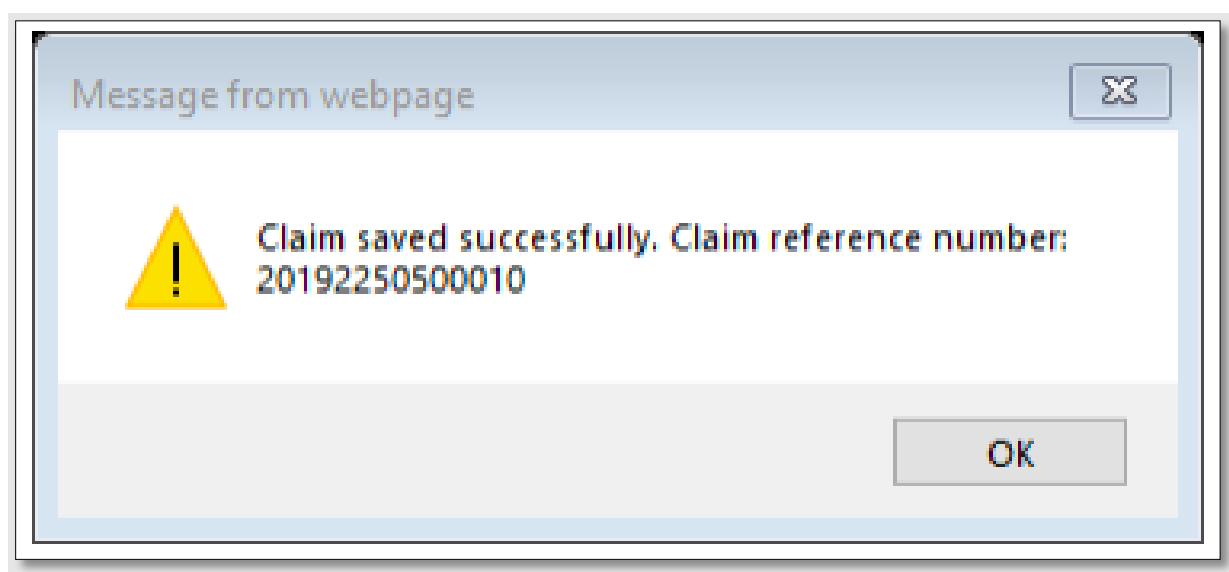 Message from webpage
Claim saved successfully. Claim reference number:
20192250500010
OK